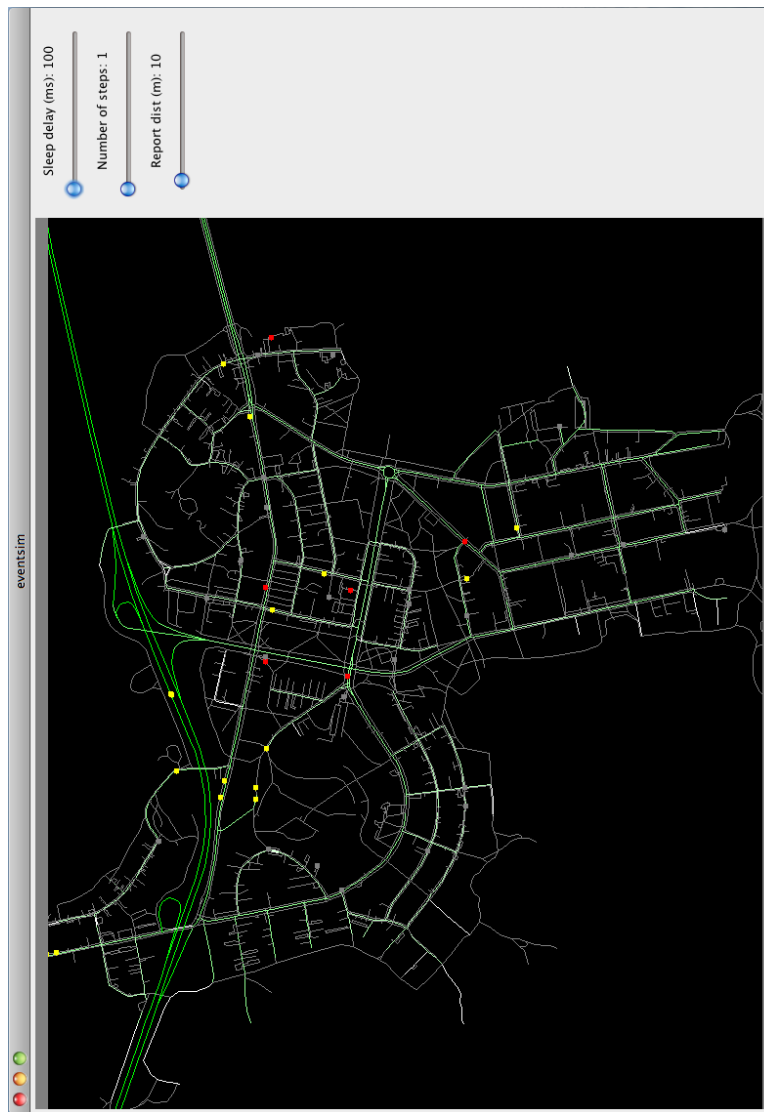 eventsim
Sleep delay (ms): 100
Number of steps: 1
Report dist (m): 10